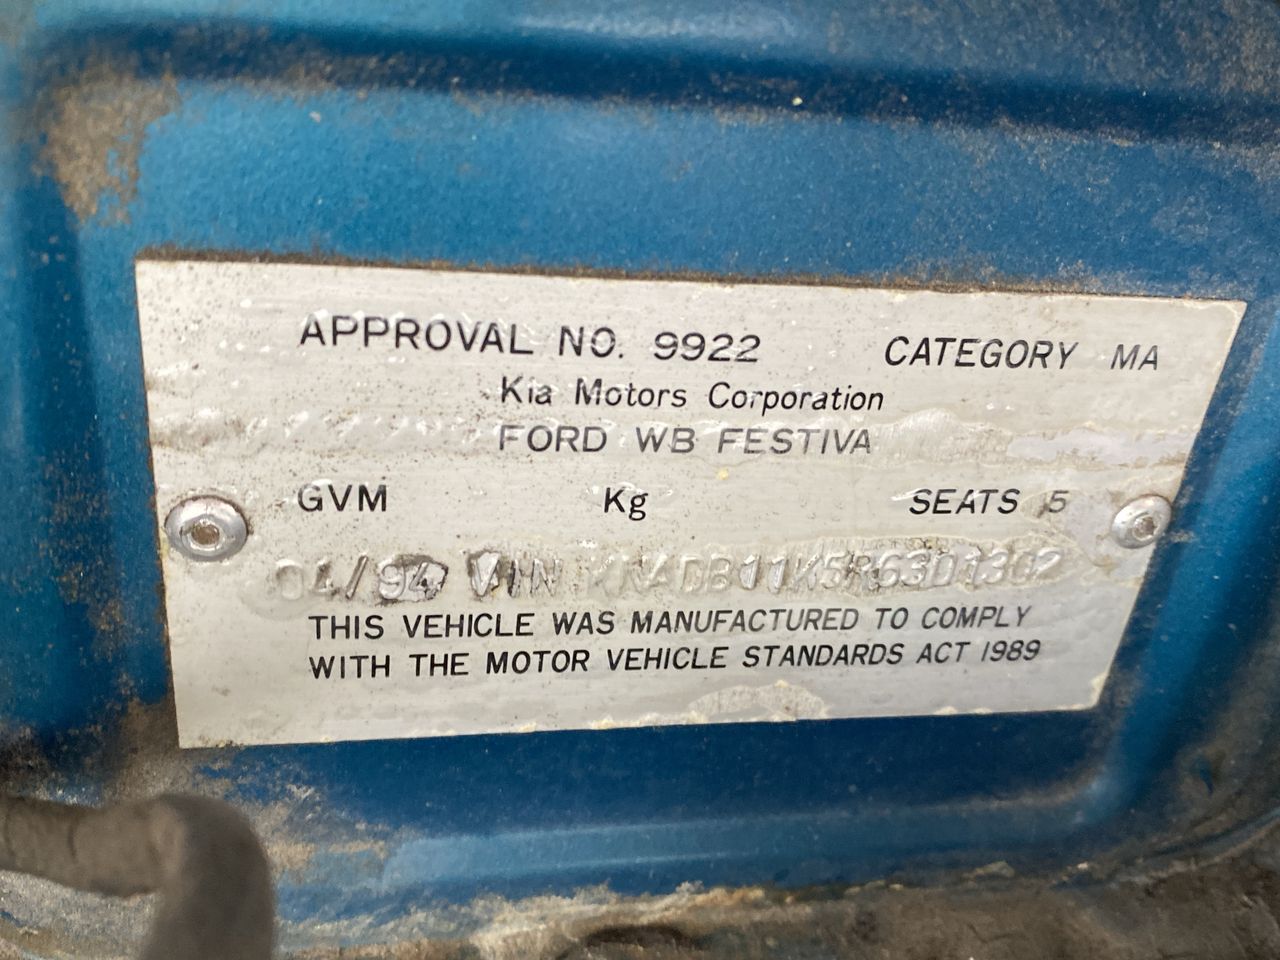 APPROVAL NO. 9922 CATEGORY MA
Kia Motors Corporation
FORD WB FESTIVA
GVM Kg SEATS 5
04/94 VIN KNADB11K5R6301302
THIS VEHICLE WAS MANUFACTURED TO COMPLY
WITH THE MOTOR VEHICLE STANDARDS ACT 1989